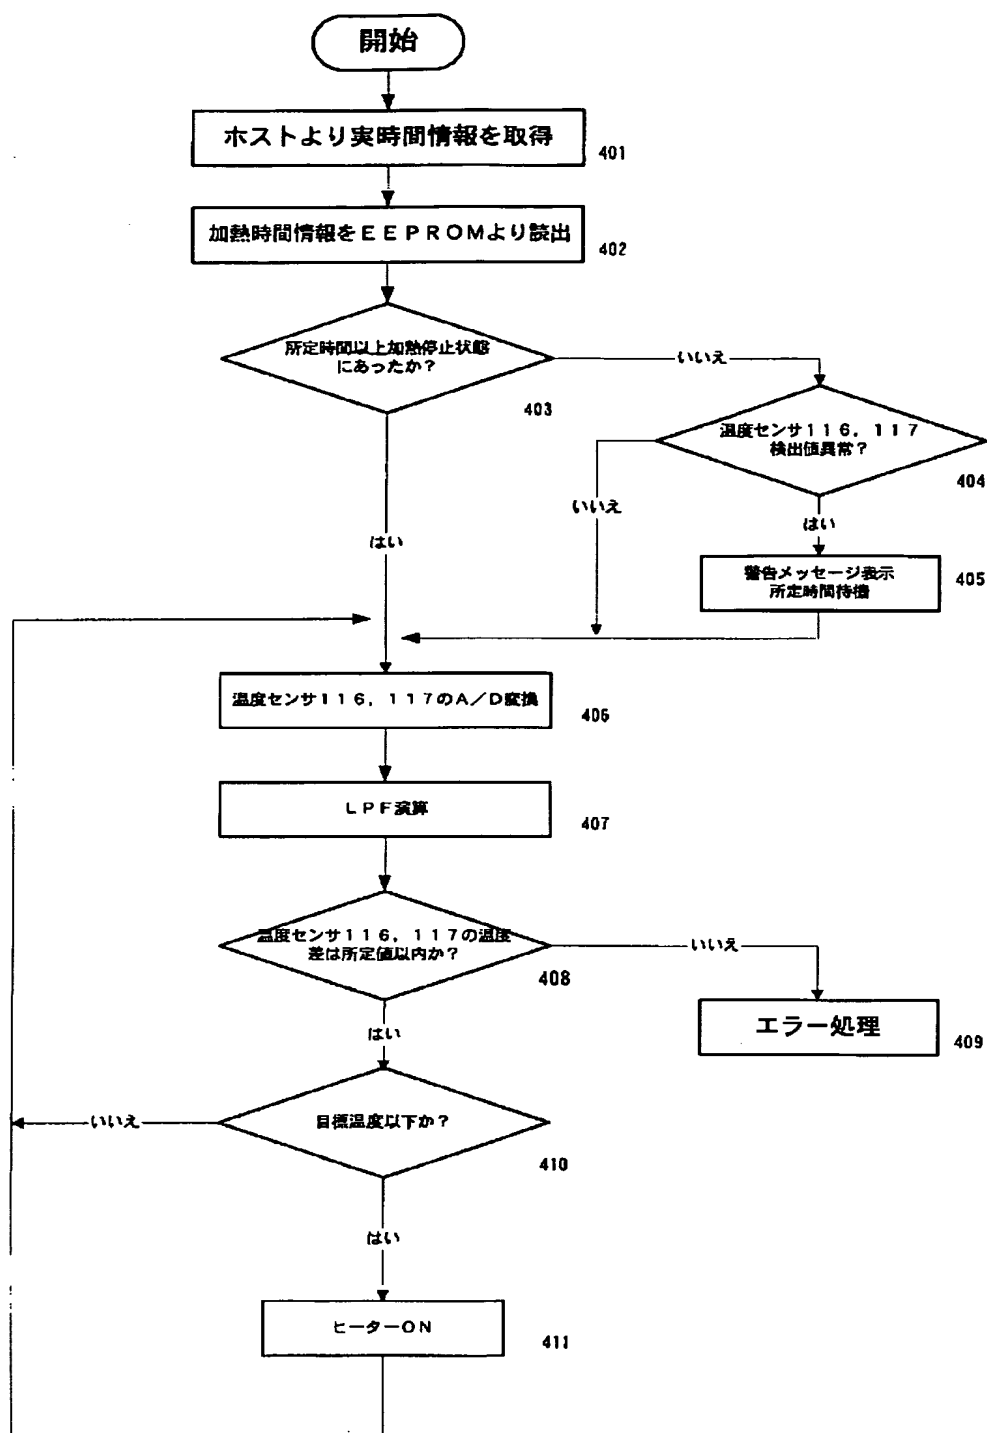 開始
ホストより実時間情報を取得
401
加熱時間情報をＥＥＰＲＯＭより読出
402
所定時間以上加熱停止状態
にあったか？
403
いいえ
温度センサ１１６，１１７
検出値異常？
404
いいえ
はい
はい
警告メッセージ表示
所定時間待機
405
温度センサ１１６，１１７のＡ／Ｄ変換
406
ＬＰＦ演算
407
温度センサ１１６，１１７の温度
差は所定値以内か？
408
いいえ
はい
エラー処理
409
目標温度以下か？
410
いいえ
はい
ヒーターＯＮ
411